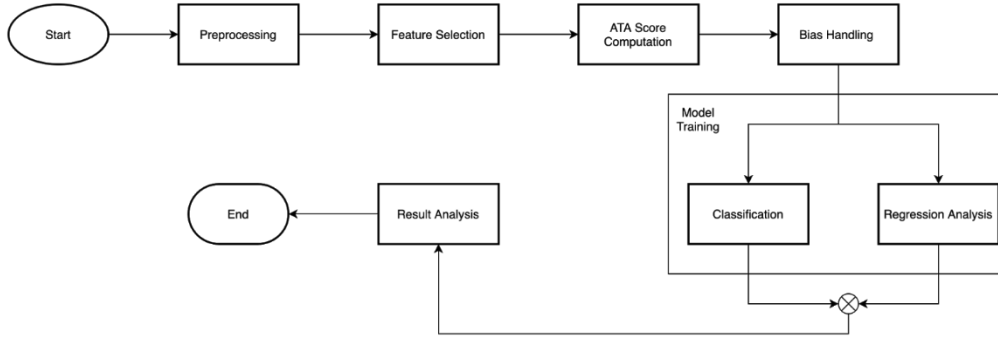 Start
Preprocessing
Feature Selection
ATA Score
Computation
Bias Handling
Model
Training
Classification
Regression Analysis
Result Analysis
End